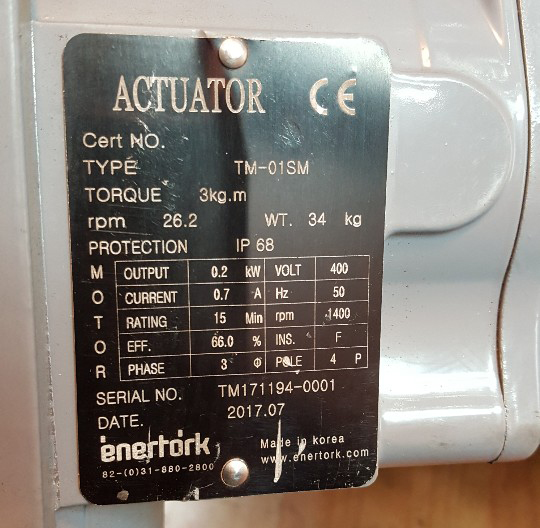 ACTUATOR CE
Cert NO.
TYPE TM-01SM
TORQUE 3kg.m
rpm 26.2 WT. 34 kg
PROTECTION IP 68
MOTOR
OUTPUT 0.2 kW VOLT 400
CURRENT 0.7 A Hz 50
RATING 15 Min rpm 1400
EFF. 66.0 % INS. F
PHASE 3 Φ POLE 4 P
SERIAL NO. TM171194-0001
DATE. 2017.07
enertork Made in korea
82-(0)31-880-2800 www.enertork.com